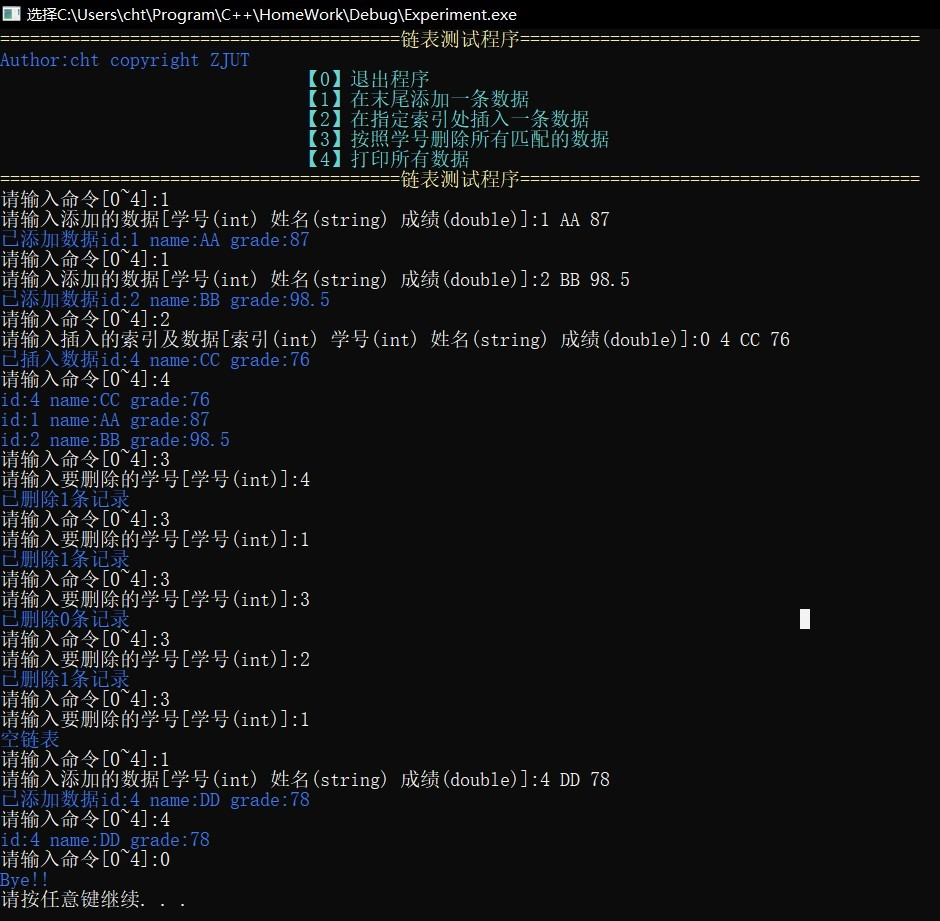 选择C:\Users\cht\Program\C++\HomeWork\Debug\Experiment.exe
========================================链表测试程序========================================
Author:cht copyright ZJUT
【0】退出程序
【1】在末尾添加一条数据
【2】在指定索引处插入一条数据
【3】按照学号删除所有匹配的数据
【4】打印所有数据
========================================链表测试程序========================================
请输入命令[0~4]:1
请输入添加的数据[学号(int) 姓名(string) 成绩(double)]:1 AA 87
已添加数据id:1 name:AA grade:87
请输入命令[0~4]:1
请输入添加的数据[学号(int) 姓名(string) 成绩(double)]:2 BB 98.5
已添加数据id:2 name:BB grade:98.5
请输入命令[0~4]:2
请输入插入的索引及数据[索引(int) 学号(int) 姓名(string) 成绩(double)]:0 4 CC 76
已插入数据id:4 name:CC grade:76
请输入命令[0~4]:4
id:4 name:CC grade:76
id:1 name:AA grade:87
id:2 name:BB grade:98.5
请输入命令[0~4]:3
请输入要删除的学号[学号(int)]:4
已删除1条记录
请输入命令[0~4]:3
请输入要删除的学号[学号(int)]:1
已删除1条记录
请输入命令[0~4]:3
请输入要删除的学号[学号(int)]:3
已删除0条记录
请输入命令[0~4]:3
请输入要删除的学号[学号(int)]:2
已删除1条记录
请输入命令[0~4]:3
请输入要删除的学号[学号(int)]:1
空链表
请输入命令[0~4]:1
请输入添加的数据[学号(int) 姓名(string) 成绩(double)]:4 DD 78
已添加数据id:4 name:DD grade:78
请输入命令[0~4]:4
id:4 name:DD grade:78
请输入命令[0~4]:0
Bye!!
请按任意键继续. . .